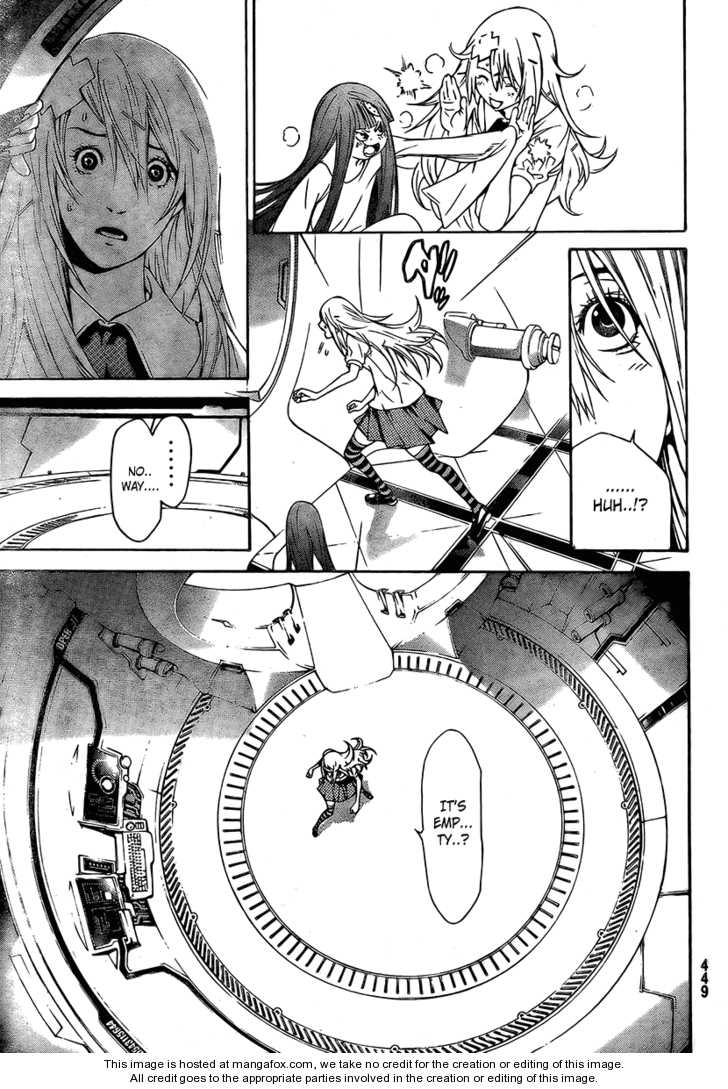 ......
HUH..!?
......
NO..
WAY....
IT'S
EMP...
TY..?
449
This image is hosted at mangafox.com, we take no credit for the creation or editing of this image.
All credit goes to the appropriate parties involved in the creation or editing of this image.